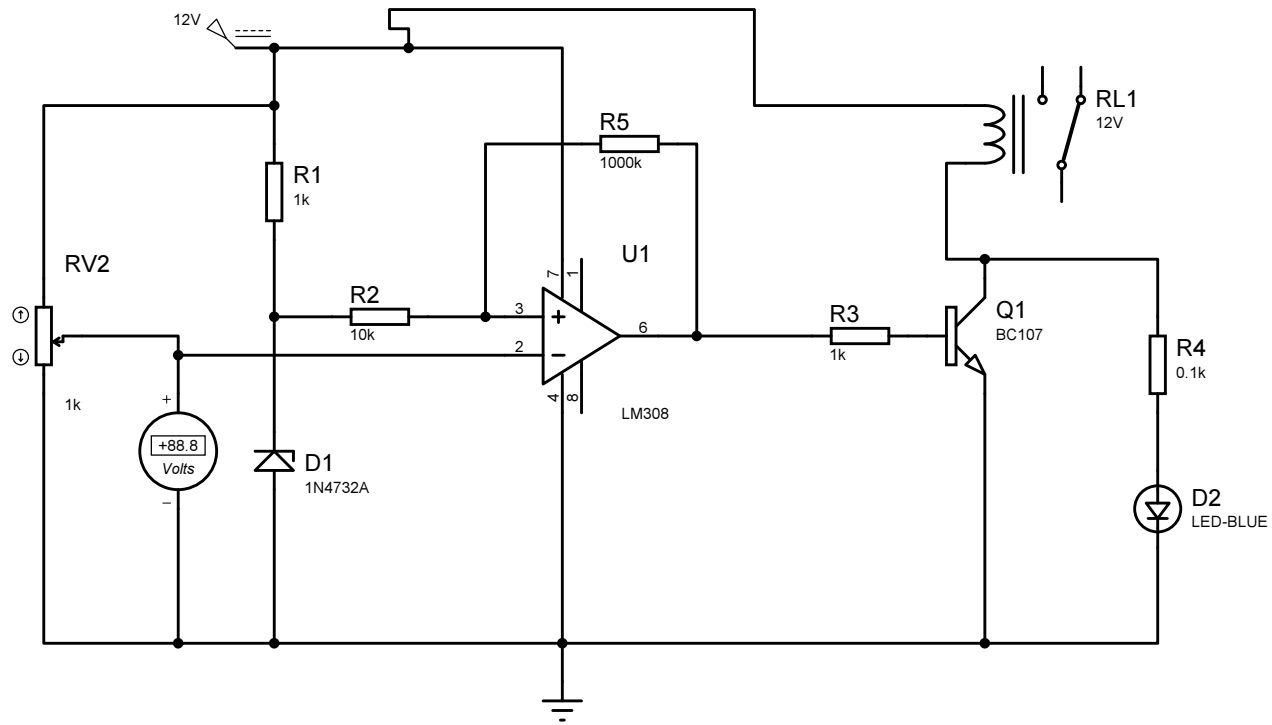 12V
RL1
12V
R5
1000k
R1
1k
U1
RV2
7
1
R2
10k
3
+
2
−
6
R3
1k
Q1
BC107
R4
0.1k
4
8
LM308
1k
+
+88.8
Volts
−
D1
1N4732A
D2
LED-BLUE